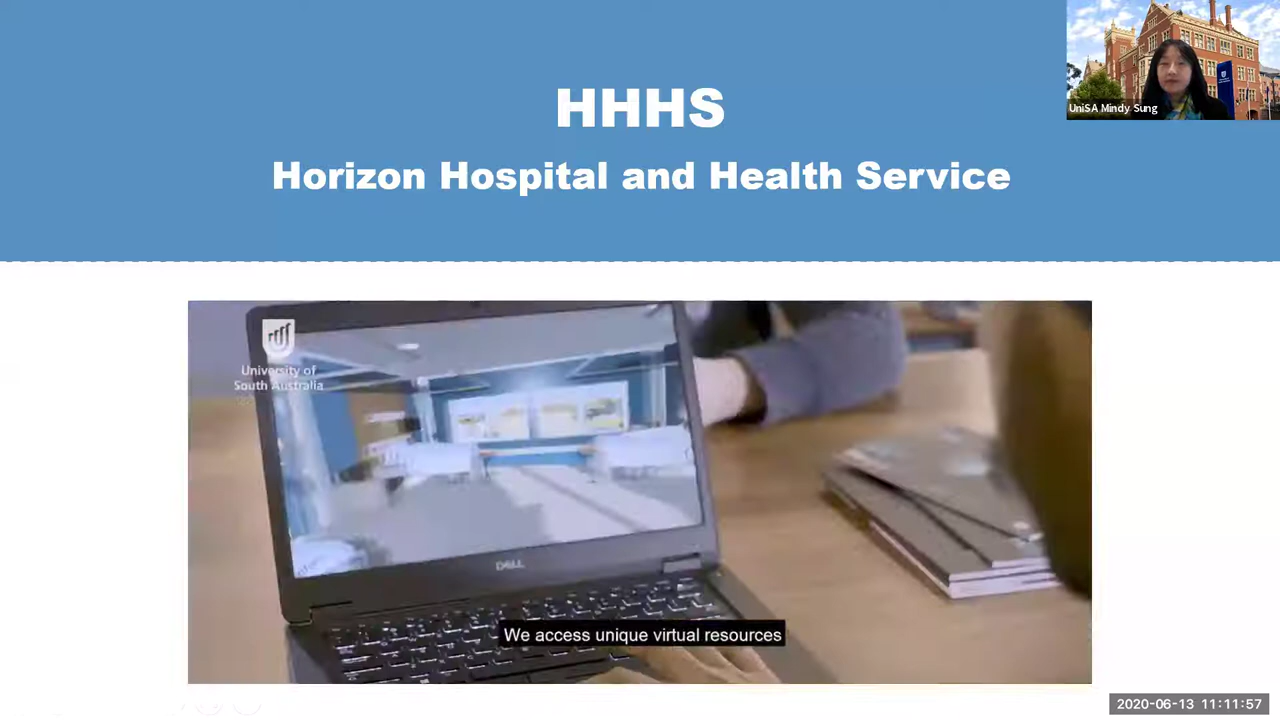 HHHS
Horizon Hospital and Health Service
UniSA Mindy Sung
University of
South Australia
DELL
We access unique virtual resources
2020-06-13 11:11:57